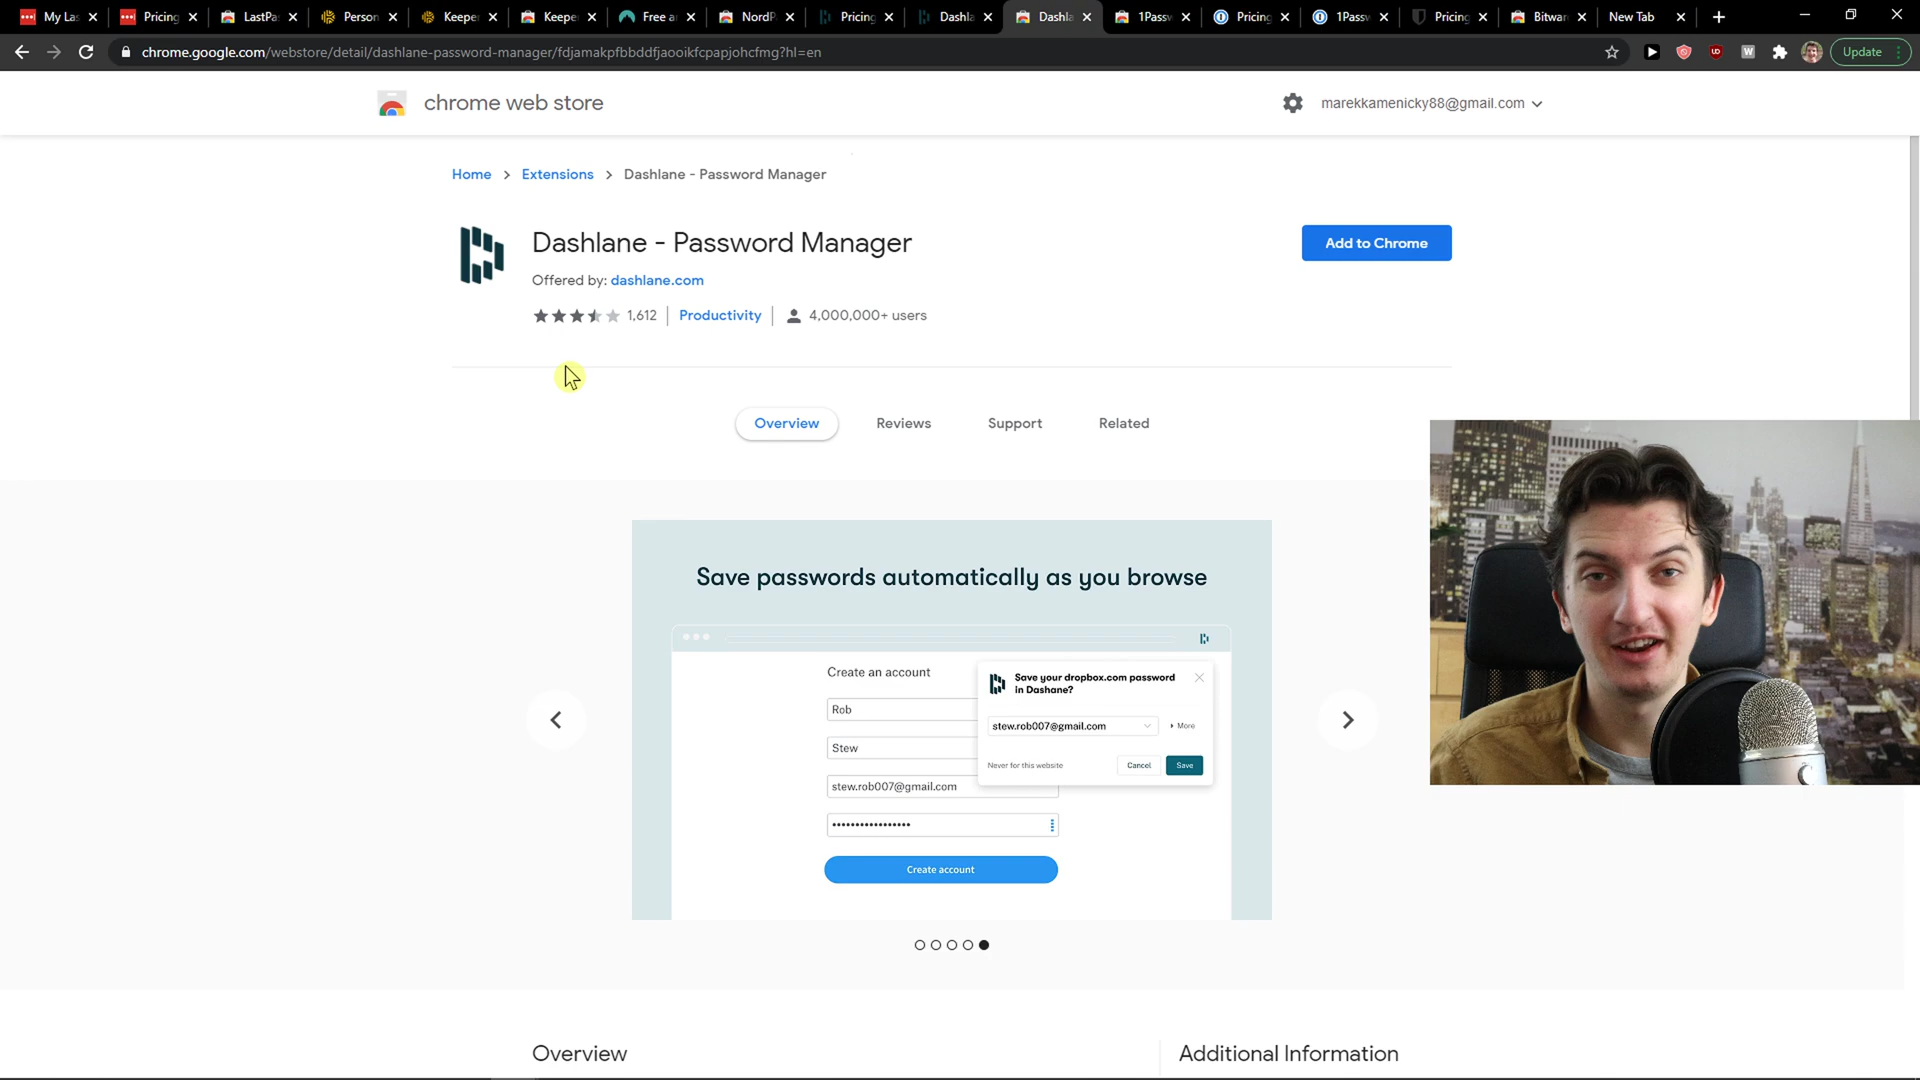 My Las
Pricing
LastPa
Person
Keeper
Keepe
Free a
NordP
Pricing
Dashla
Dashla
1Passw
Pricing
1Passw
Pricing
Bitwar
New Tab
chrome.google.com/webstore/detail/dashlane-password-manager/fdjamakpfbbddfjaooikfcpapjohcfmg?hl=en
Update
chrome web store
marekkamenicky88@gmail.com
Home > Extensions > Dashlane - Password Manager
Dashlane - Password Manager
Add to Chrome
Offered by: dashlane.com
1,612 | Productivity | 4,000,000+ users
Overview
Reviews
Support
Related
Save passwords automatically as you browse
Create an account
Rob
Stew
stew.rob007@gmail.com
Create account
Save your dropbox.com password
in Dashane?
stew.rob007@gmail.com
More
Never for this website
Cancel
Save
Overview
Additional Information